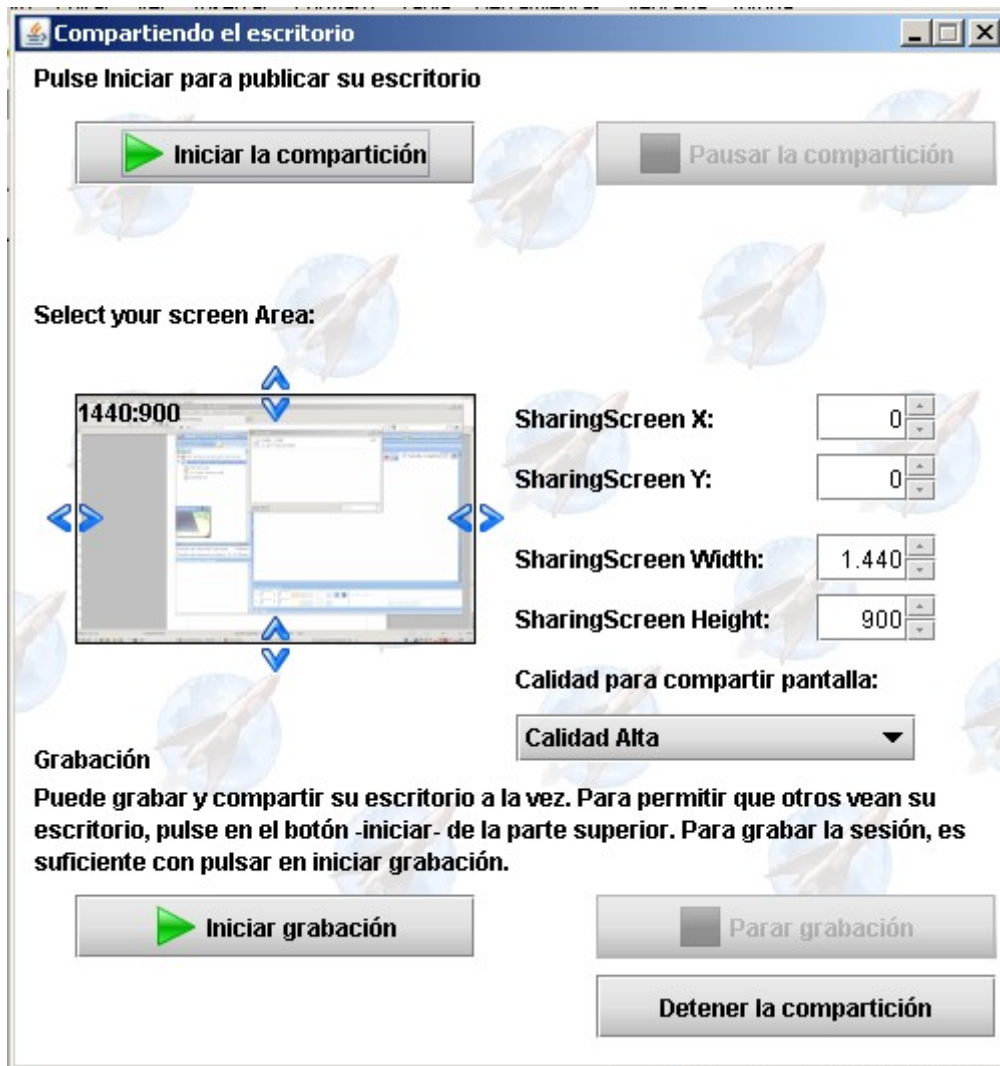 Compartiendo el escritorio
Pulse Iniciar para publicar su escritorio
Iniciar la compartición
Pausar la compartición
Select your screen Area:
1440:900
SharingScreen X:
0
SharingScreen Y:
0
SharingScreen Width:
1.440
SharingScreen Height:
900
Calidad para compartir pantalla:
Calidad Alta
Grabación
Puede grabar y compartir su escritorio a la vez. Para permitir que otros vean su
escritorio, pulse en el botón -iniciar- de la parte superior. Para grabar la sesión, es
suficiente con pulsar en iniciar grabación.
Iniciar grabación
Parar grabación
Detener la compartición